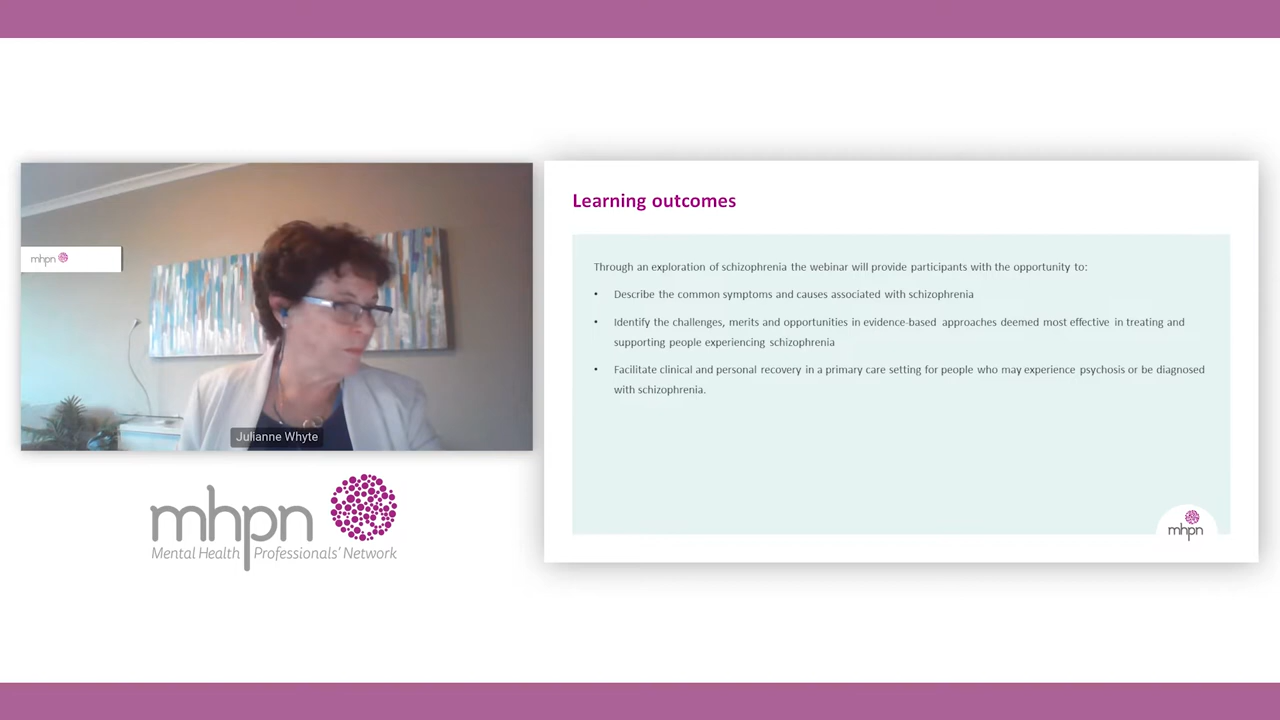 mhpn
Julianne Whyte
mhpn
Mental Health Professionals' Network
Learning outcomes
Through an exploration of schizophrenia the webinar will provide participants with the opportunity to:
• Describe the common symptoms and causes associated with schizophrenia
• Identify the challenges, merits and opportunities in evidence-based approaches deemed most effective in treating and
supporting people experiencing schizophrenia
• Facilitate clinical and personal recovery in a primary care setting for people who may experience psychosis or be diagnosed
with schizophrenia.
mhpn